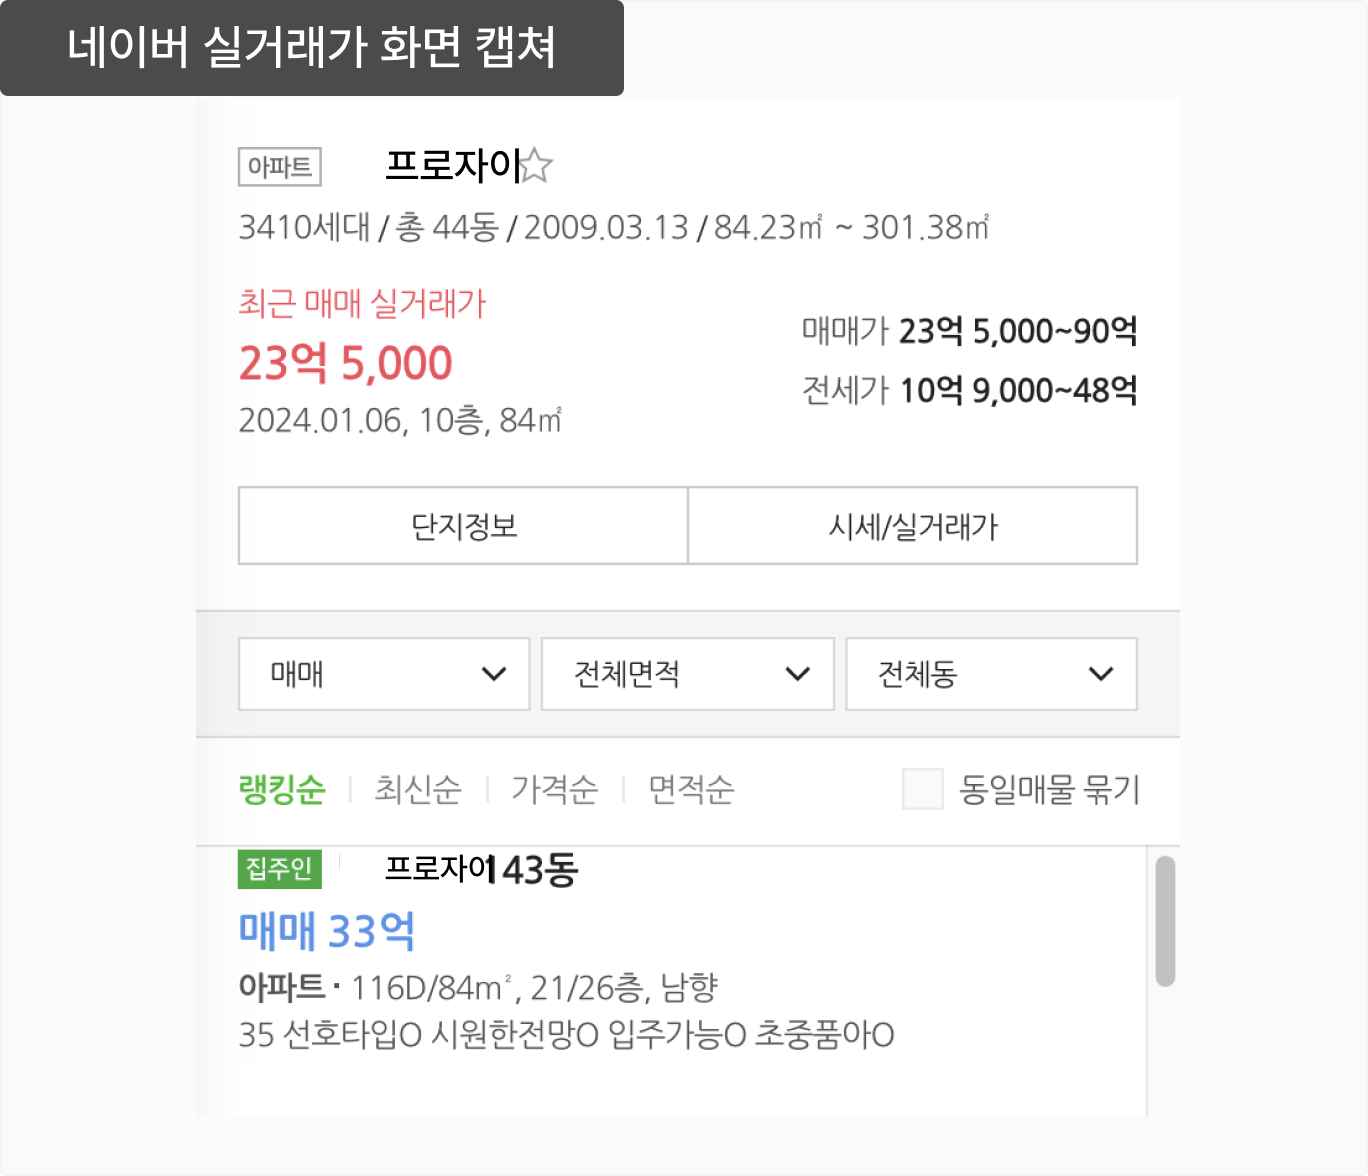 네이버 실거래가 화면 캡쳐
아파트 프로자이
3410세대 / 총 44동 / 2009.03.13 / 84.23㎡ ~ 301.38㎡
최근 매매 실거래가
23억 5,000
2024.01.06, 10층, 84㎡
매매가 23억 5,000~90억
전세가 10억 9,000~48억
단지정보 시세/실거래가
매매 전체면적 전체동
랭킹순 최신순 가격순 면적순 동일매물 묶기
집주인 프로자이 143동
매매 33억
아파트 · 116D/84m², 21/26층, 남향
35 선호타입O 시원한전망O 입주가능O 초중품아O